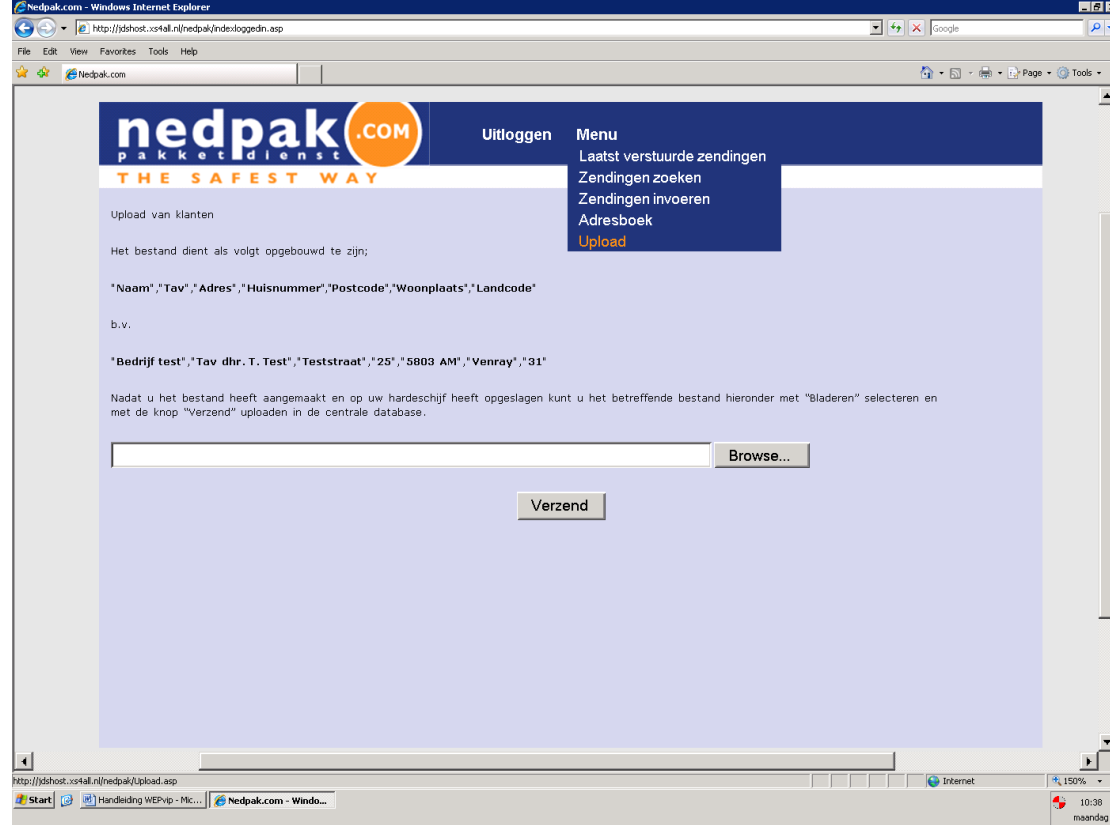 Nedpak.com - Windows Internet Explorer
http://jdshost.xs4all.nl/nedpak/indexloggedin.asp
Google
File Edit View Favorites Tools Help
Nedpak.com
Page Tools
nedpak .COM
pakketdienst
THE SAFEST WAY
Uitloggen Menu
Laatst verstuurde zendingen
Zendingen zoeken
Zendingen invoeren
Adresboek
Upload
Upload van klanten
Het bestand dient als volgt opgebouwd te zijn;
"Naam","Tav","Adres","Huisnummer","Postcode","Woonplaats","Landcode"
b.v.
"Bedrijf test","Tav dhr. T. Test","Teststraat","25","5803 AM","Venray","31"
Nadat u het bestand heeft aangemaakt en op uw hardeschijf heeft opgeslagen kunt u het betreffende bestand hieronder met "Bladeren" selecteren en
met de knop "Verzend" uploaden in de centrale database.
Browse...
Verzend
http://jdshost.xs4all.nl/nedpak/Upload.asp
Internet
150%
Start
Handleiding WEPvip - Mic...
Nedpak.com - Windo...
10:38
maandag